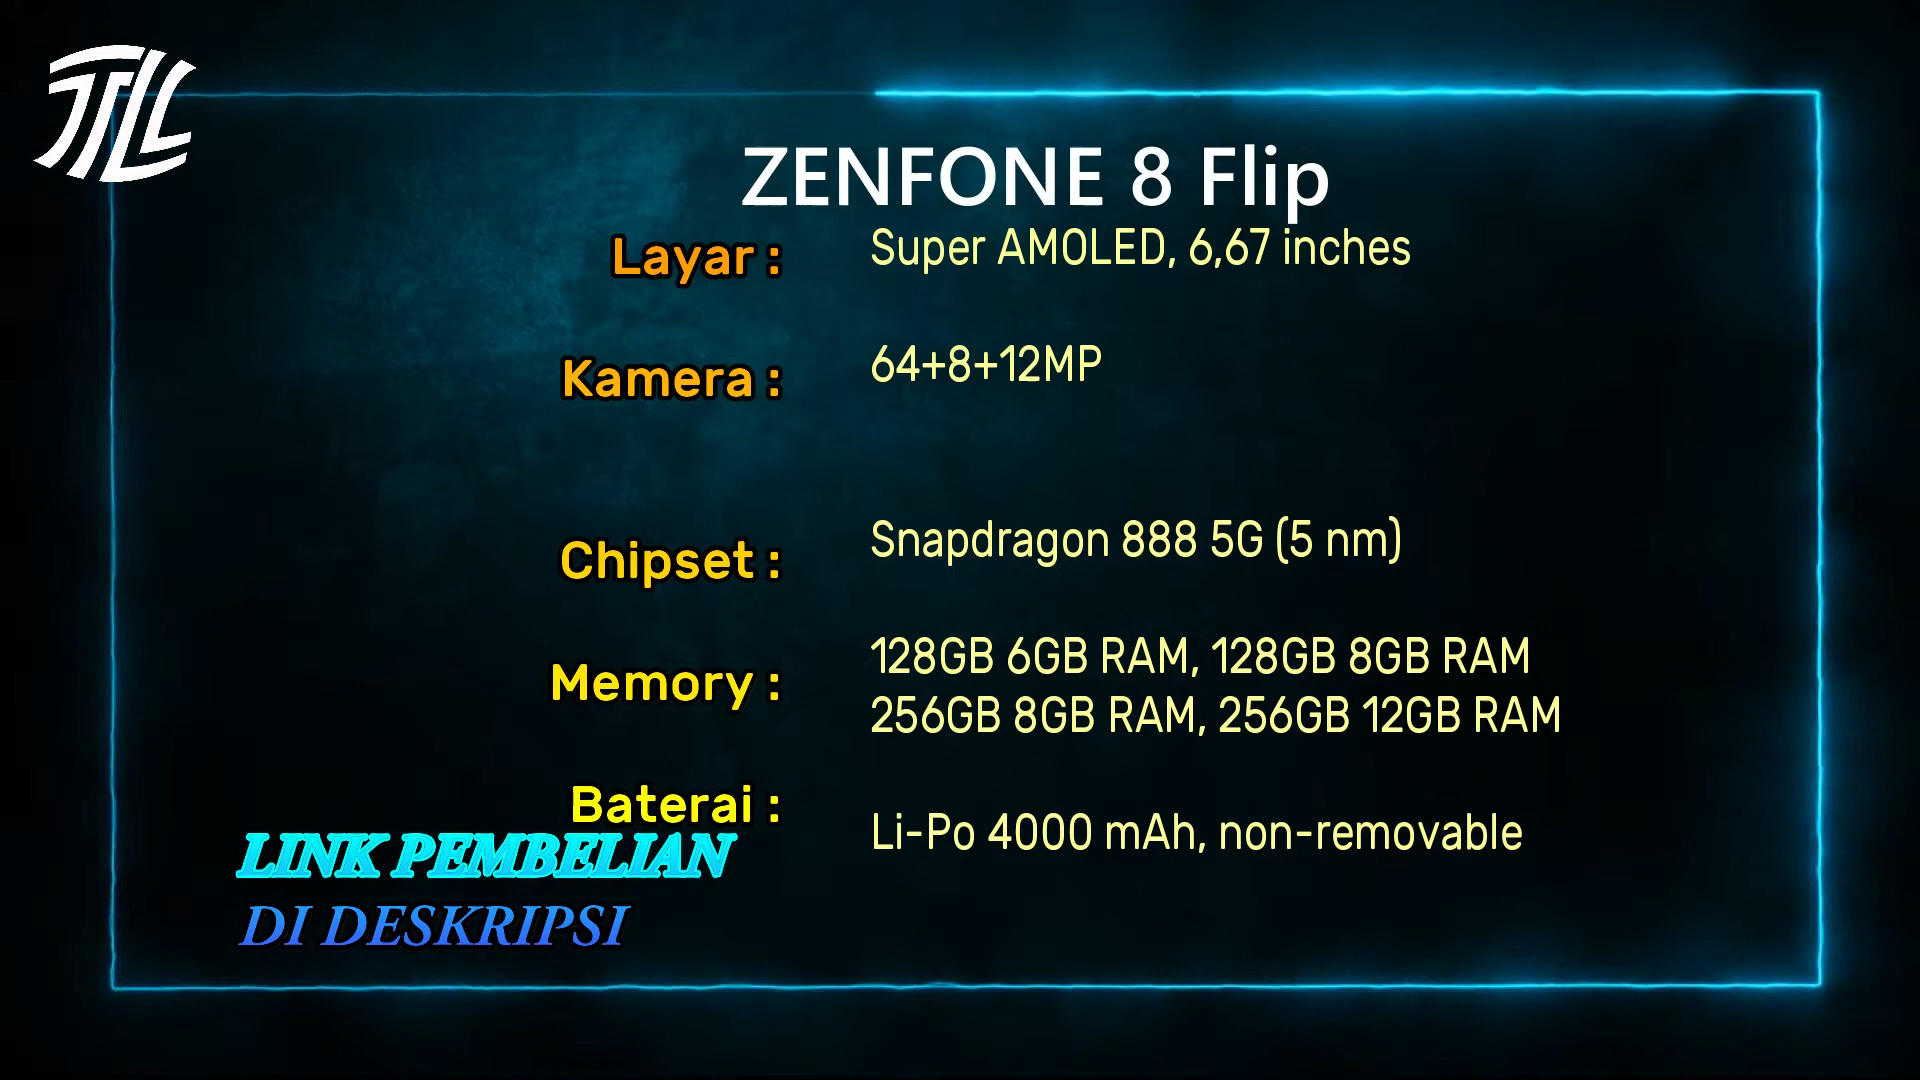 TLL
ZENFONE 8 Flip
Layar : Super AMOLED, 6,67 inches
Kamera : 64+8+12MP
Chipset : Snapdragon 888 5G (5 nm)
Memory : 128GB 6GB RAM, 128GB 8GB RAM
256GB 8GB RAM, 256GB 12GB RAM
Baterai : Li-Po 4000 mAh, non-removable
LINK PEMBELIAN
DI DESKRIPSI